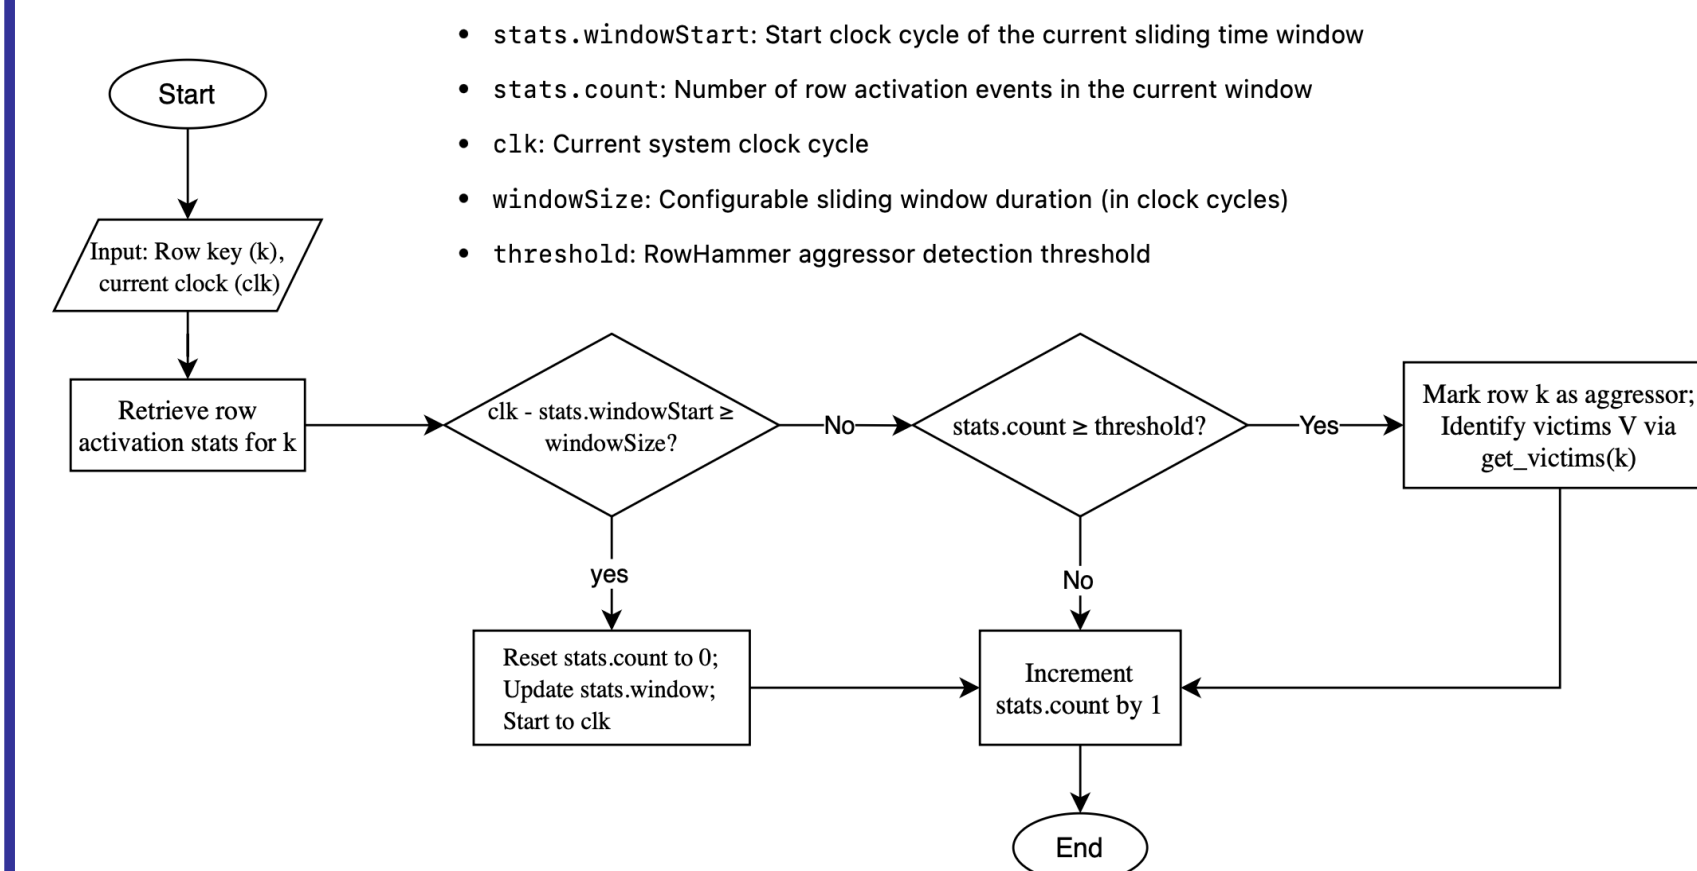 • stats.windowStart: Start clock cycle of the current sliding time window
• stats.count: Number of row activation events in the current window
• clk: Current system clock cycle
• windowSize: Configurable sliding window duration (in clock cycles)
• threshold: RowHammer aggressor detection threshold
Start
Input: Row key (k),
current clock (clk)
Retrieve row
activation stats for k
clk - stats.windowStart ≥
windowSize?
No
stats.count ≥ threshold?
Yes
Mark row k as aggressor;
Identify victims V via
get_victims(k)
yes
No
Reset stats.count to 0;
Update stats.window;
Start to clk
Increment
stats.count by 1
End